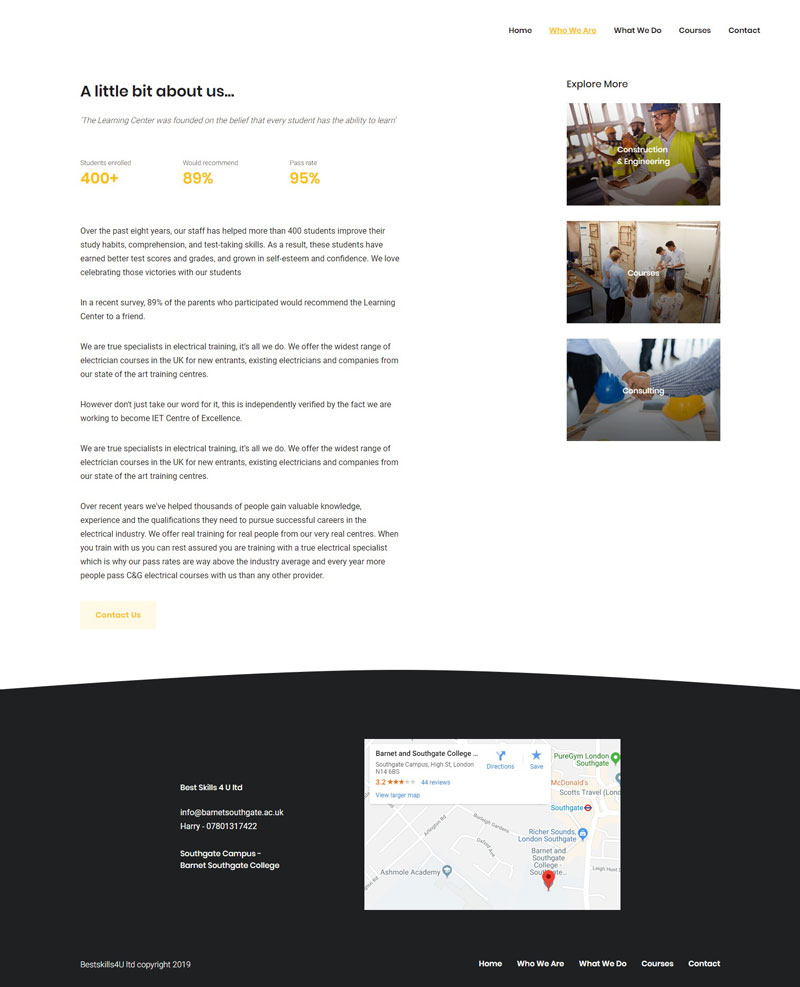 Home Who We Are What We Do Courses Contact
A little bit about us...
'The Learning Center was founded on the belief that every student has the ability to learn'
Students enrolled Would recommend Pass rate
400+ 89% 95%
Over the past eight years, our staff has helped more than 400 students improve their
study habits, comprehension, and test-taking skills. As a result, these students have
earned better test scores and grades, and grown in self-esteem and confidence. We love
celebrating those victories with our students
In a recent survey, 89% of the parents who participated would recommend the Learning
Center to a friend.
We are true specialists in electrical training, it's all we do. We offer the widest range of
electrician courses in the UK for new entrants, existing electricians and companies from
our state of the art training centres.
However don't just take our word for it, this is independently verified by the fact we are
working to become IET Centre of Excellence.
We are true specialists in electrical training, it's all we do. We offer the widest range of
electrician courses in the UK for new entrants, existing electricians and companies from
our state of the art training centres.
Over recent years we've helped thousands of people gain valuable knowledge,
experience and the qualifications they need to pursue successful careers in the
electrical industry. We offer real training for real people from our very real centres. When
you train with us you can rest assured you are training with a true electrical specialist
which is why our pass rates are way above the industry average and every year more
people pass C&G electrical courses with us than any other provider.
Contact Us
Explore More
Construction
& Engineering
Courses
Consulting
Best Skills 4 U ltd
info@barnetsouthgate.ac.uk
Harry - 07801317422
Southgate Campus -
Barnet Southgate College
Barnet and Southgate College ...
Southgate Campus, High St, London
N14 6BS
3.2 44 reviews
View larger map
Directions
Save
PureGym London
Southgate
McDonald's
Scotts Travel (Lond
Southgate
Richer Sounds,
London Southgate
Barnet and
Southgate
College -
Southgate...
Arlington Rd
Burleigh Gardens
Oxford Ave
Ashmole Academy
Leigh Hunt D
Bestskills4U ltd copyright 2019
Home Who We Are What We Do Courses Contact